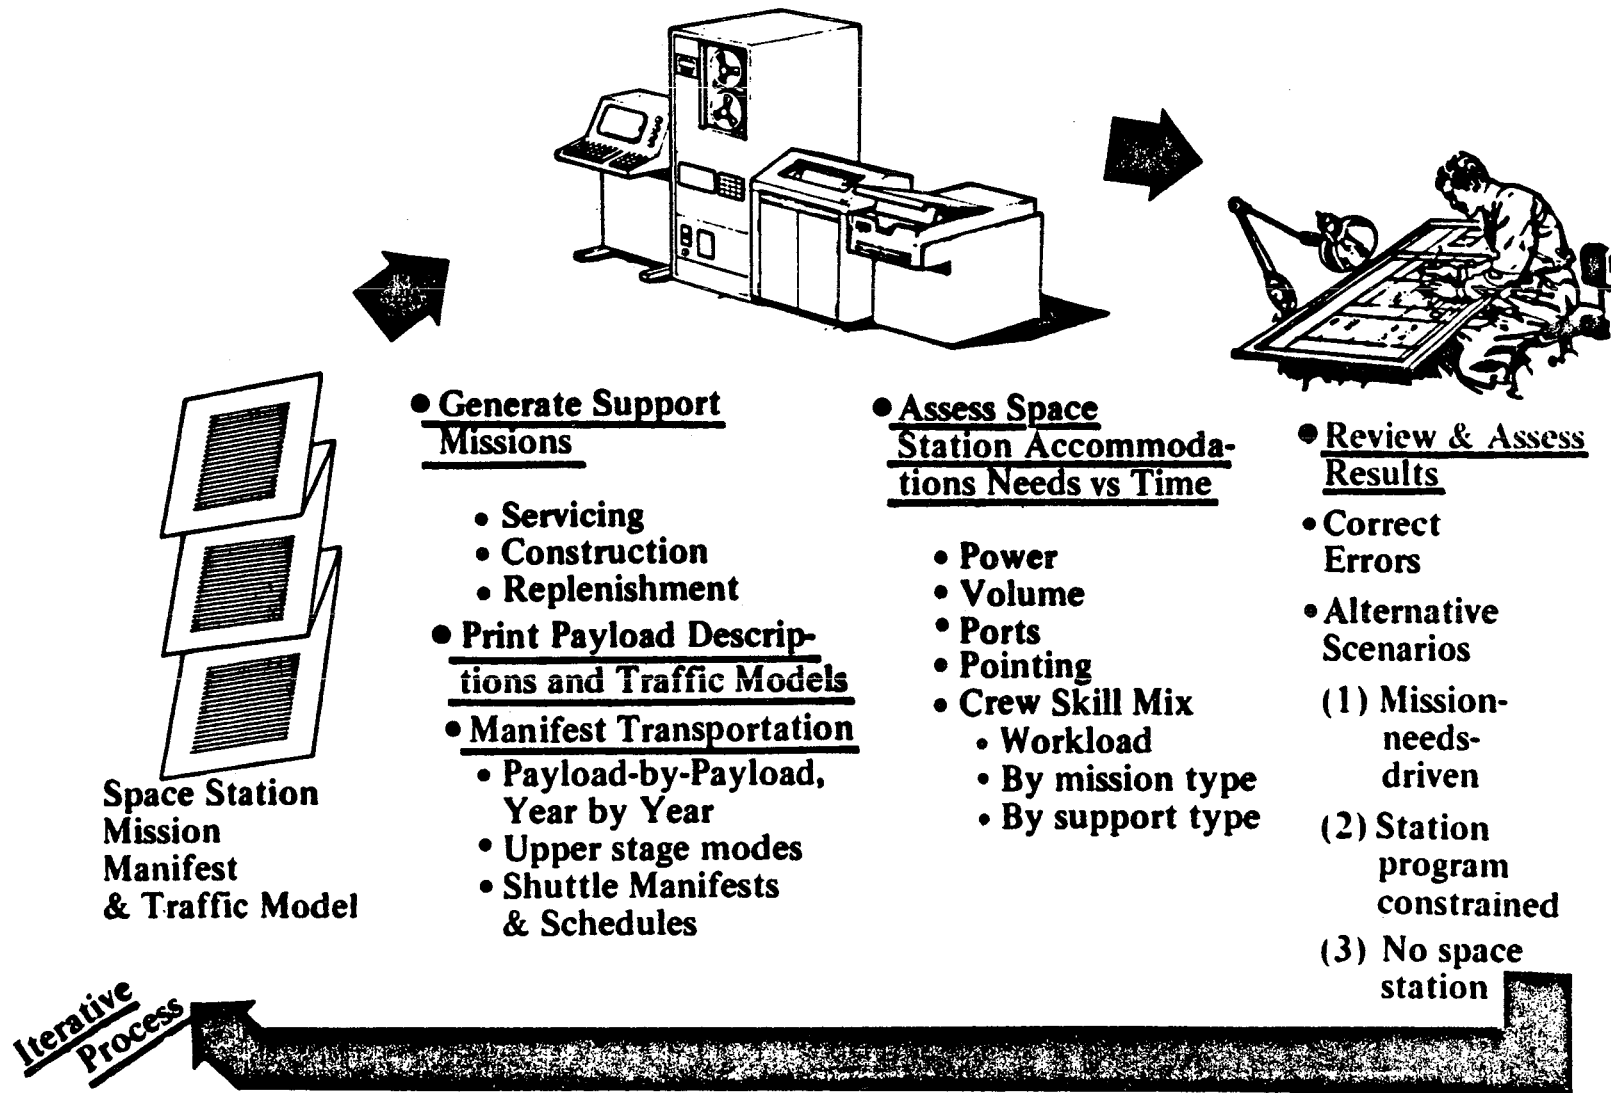 Space Station
Mission
Manifest
& Traffic Model
• Generate Support
Missions
• Servicing
• Construction
• Replenishment
• Print Payload Descrip-
tions and Traffic Models
• Manifest Transportation
• Payload-by-Payload,
Year by Year
• Upper stage modes
• Shuttle Manifests
& Schedules
• Assess Space
Station Accommoda-
tions Needs vs Time
• Power
• Volume
• Ports
• Pointing
• Crew Skill Mix
• Workload
• By mission type
• By support type
• Review & Assess
Results
• Correct
Errors
• Alternative
Scenarios
(1) Mission-
needs-
driven
(2) Station
program
constrained
(3) No space
station
Iterative
Process